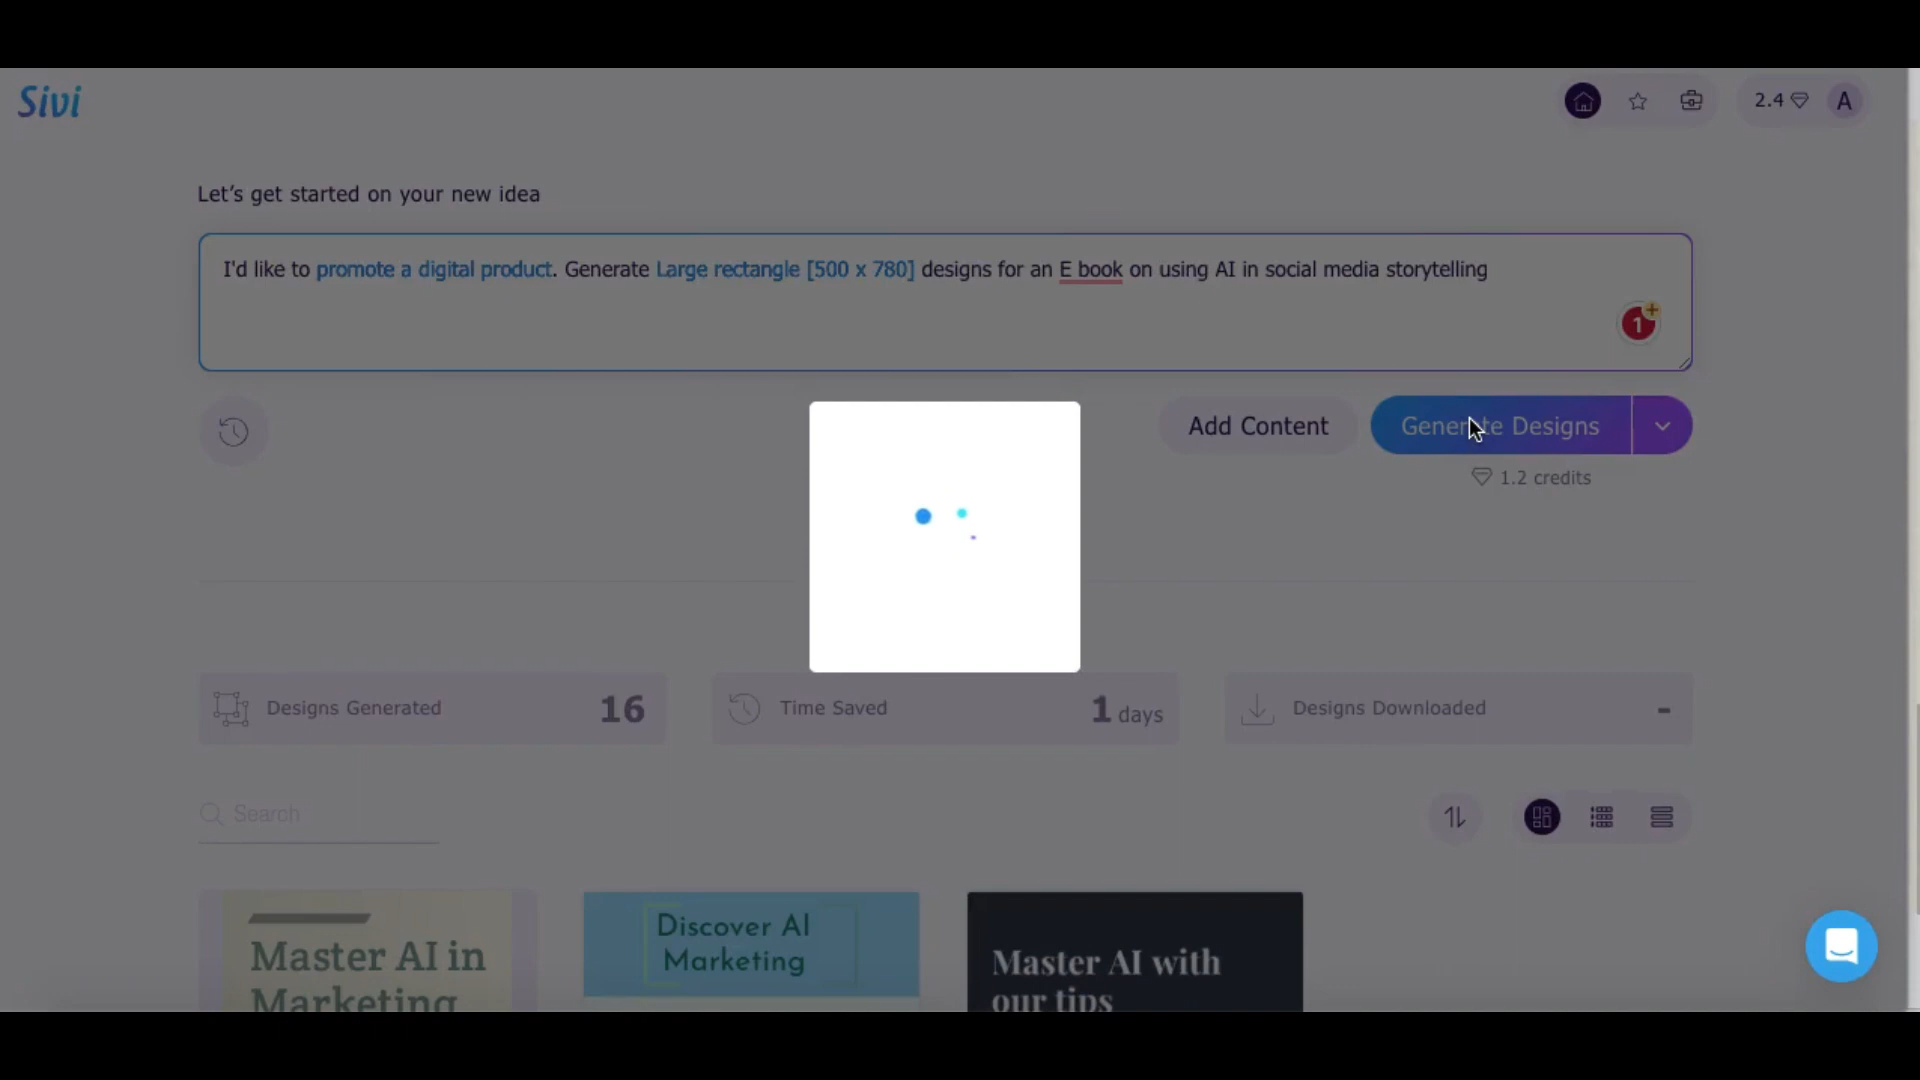 Sivi
2.4
A
Let's get started on your new idea
I'd like to promote a digital product. Generate Large rectangle [500 x 780] designs for an E book on using AI in social media storytelling
1
Add Content
Generate Designs
1.2 credits
Designs Generated
16
Time Saved
1 days
Designs Downloaded
-
Search
Master AI in
Marketing
Discover AI
Marketing
Master AI with
our tips